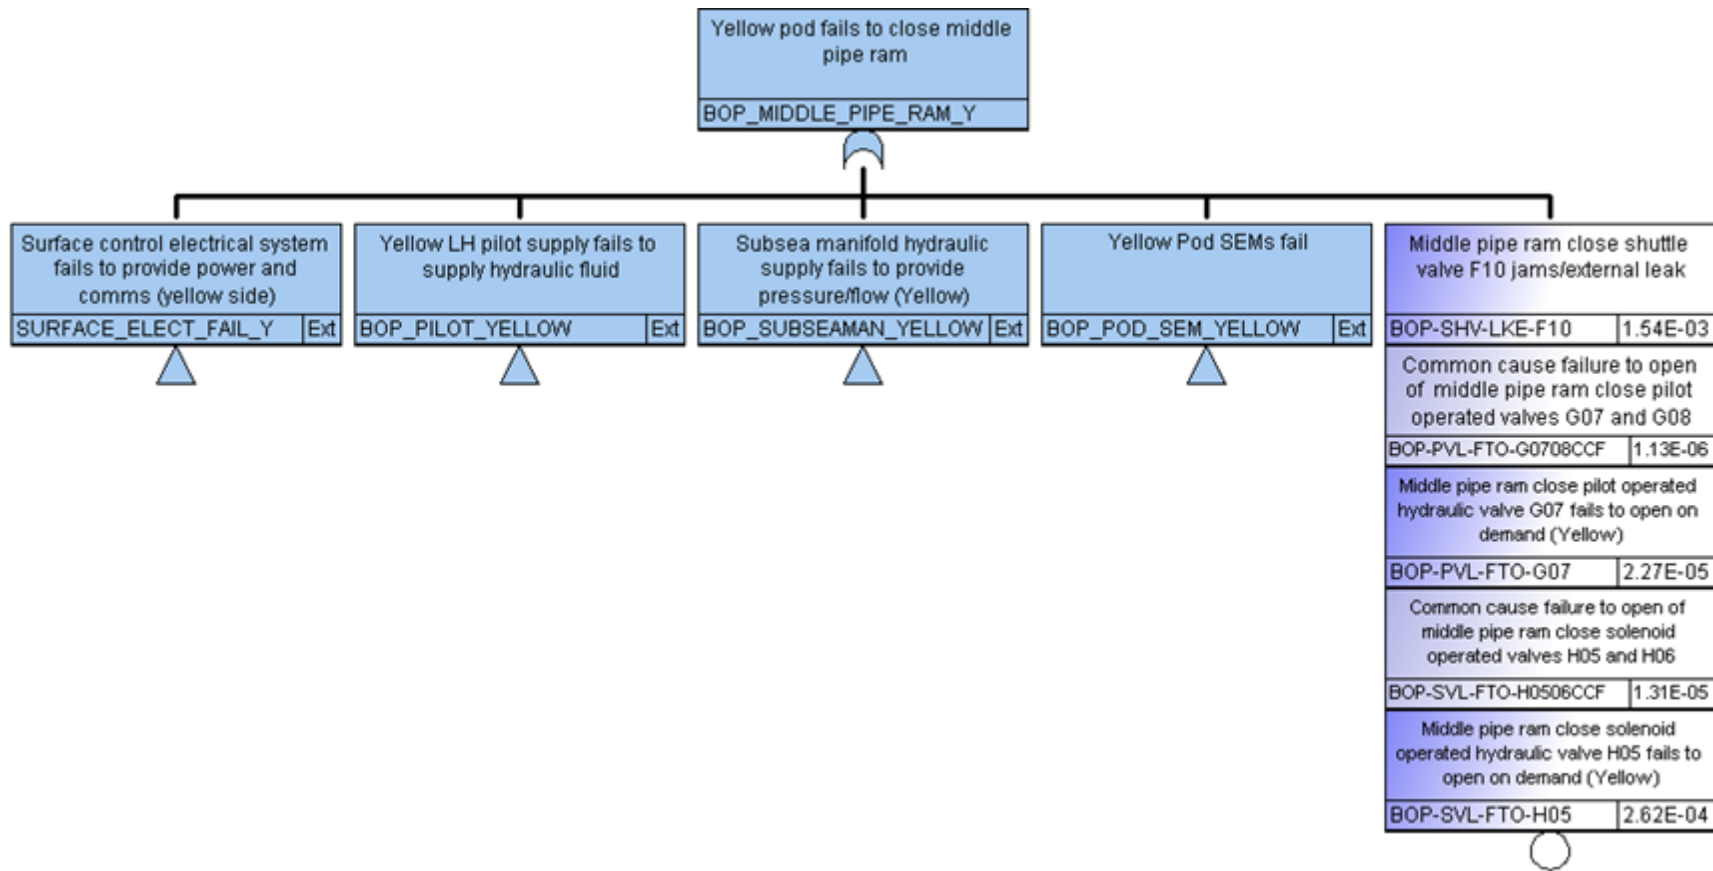 Yellow pod fails to close middle
pipe ram
BOP_MIDDLE_PIPE_RAM_Y
Surface control electrical system
fails to provide power and
comms (yellow side)
SURFACE_ELECT_FAIL_Y Ext
Yellow LH pilot supply fails to
supply hydraulic fluid
BOP_PILOT_YELLOW Ext
Subsea manifold hydraulic
supply fails to provide
pressure/flow (Yellow)
BOP_SUBSEAMAN_YELLOW Ext
Yellow Pod SEMs fail
BOP_POD_SEM_YELLOW Ext
Middle pipe ram close shuttle
valve F10 jams/external leak
BOP-SHV-LKE-F10 1.54E-03
Common cause failure to open
of middle pipe ram close pilot
operated valves G07 and G08
BOP-PVL-FTO-G0708CCF 1.13E-06
Middle pipe ram close pilot operated
hydraulic valve G07 fails to open on
demand (Yellow)
BOP-PVL-FTO-G07 2.27E-05
Common cause failure to open of
middle pipe ram close solenoid
operated valves H05 and H06
BOP-SVL-FTO-H0506CCF 1.31E-05
Middle pipe ram close solenoid
operated hydraulic valve H05 fails to
open on demand (Yellow)
BOP-SVL-FTO-H05 2.62E-04